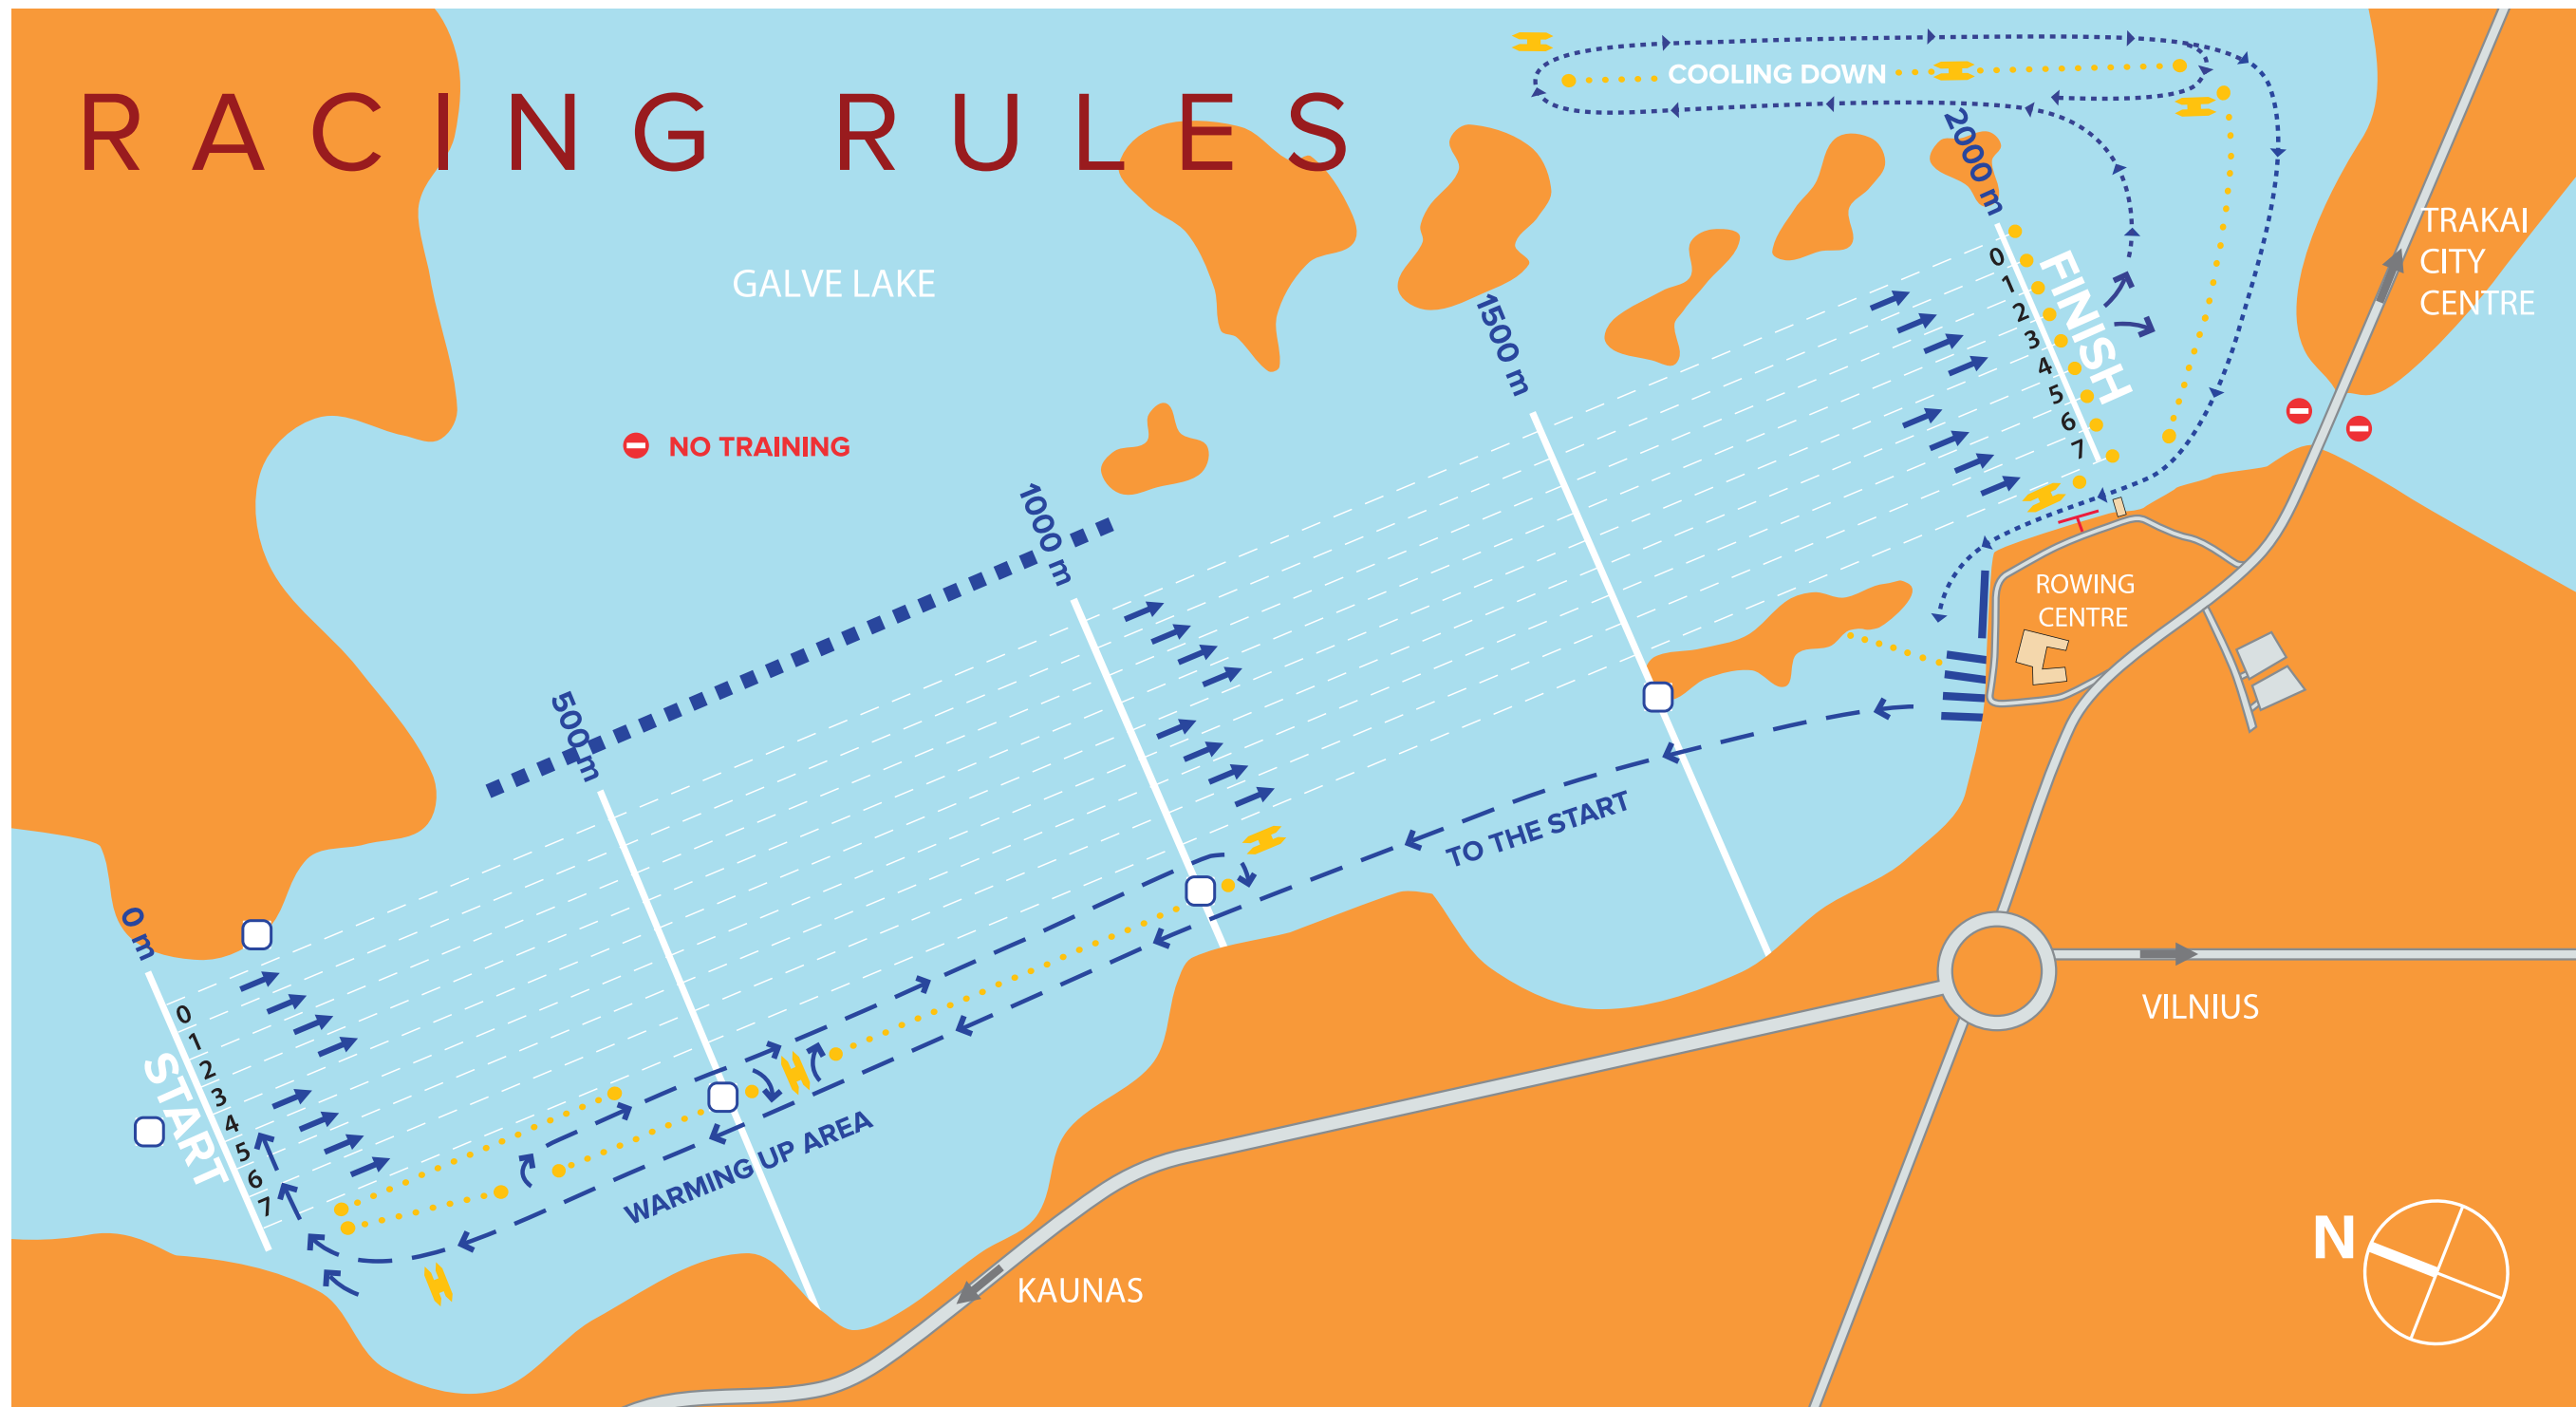 RACING RULES
COOLING DOWN
2000 m
TRAKAI
CITY
CENTRE
GALVE LAKE
FINISH
0
1
2
3
4
5
6
7
1500 m
NO TRAINING
1000 m
ROWING
CENTRE
500 m
TO THE START
0 m
START
0
1
2
3
4
5
6
7
WARMING UP AREA
VILNIUS
KAUNAS
N